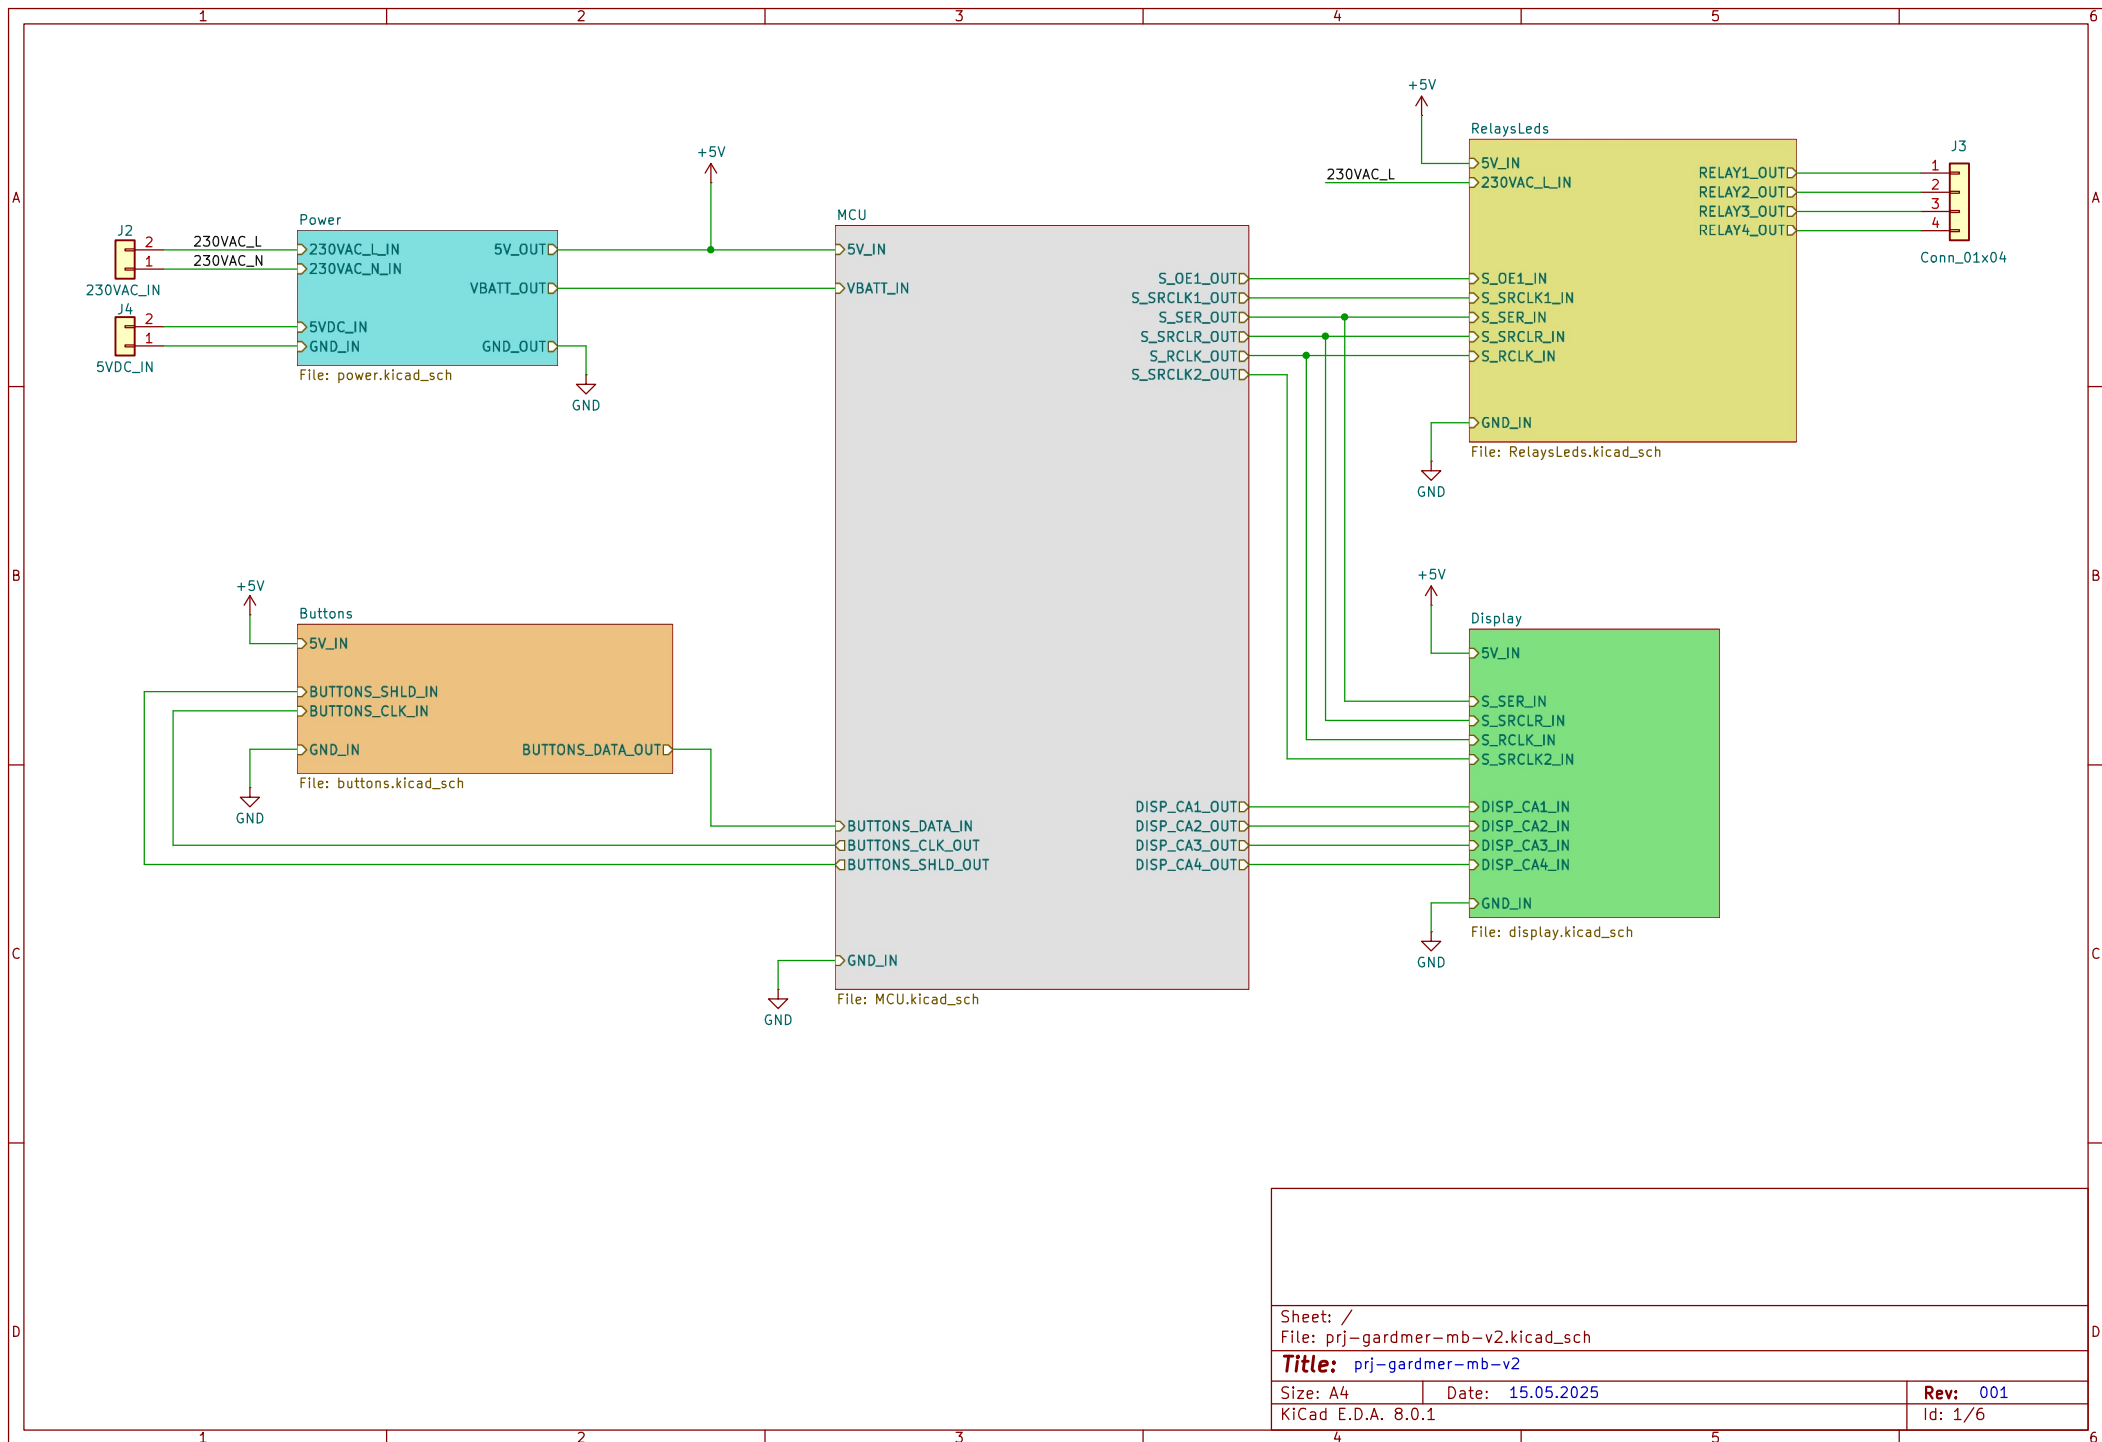 1 2 3 4 5 6
A
B
C
D
A
B
C
D
J2
2
1
230VAC_IN
230VAC_L
230VAC_N
J4
2
1
5VDC_IN
Power
230VAC_L_IN
230VAC_N_IN
5VDC_IN
GND_IN
5V_OUT
VBATT_OUT
GND_OUT
File: power.kicad_sch
GND
+5V
+5V
Buttons
5V_IN
BUTTONS_SHLD_IN
BUTTONS_CLK_IN
GND_IN
BUTTONS_DATA_OUT
File: buttons.kicad_sch
GND
MCU
5V_IN
VBATT_IN
S_OE1_OUT
S_SRCLK1_OUT
S_SER_OUT
S_SRCLR_OUT
S_RCLK_OUT
S_SRCLK2_OUT
BUTTONS_DATA_IN
BUTTONS_CLK_OUT
BUTTONS_SHLD_OUT
DISP_CA1_OUT
DISP_CA2_OUT
DISP_CA3_OUT
DISP_CA4_OUT
GND_IN
File: MCU.kicad_sch
GND
+5V
230VAC_L
RelaysLeds
5V_IN
230VAC_L_IN
RELAY1_OUT
RELAY2_OUT
RELAY3_OUT
RELAY4_OUT
S_OE1_IN
S_SRCLK1_IN
S_SER_IN
S_SRCLR_IN
S_RCLK_IN
GND_IN
File: RelaysLeds.kicad_sch
GND
J3
1
2
3
4
Conn_01x04
+5V
Display
5V_IN
S_SER_IN
S_SRCLR_IN
S_RCLK_IN
S_SRCLK2_IN
DISP_CA1_IN
DISP_CA2_IN
DISP_CA3_IN
DISP_CA4_IN
GND_IN
File: display.kicad_sch
GND
Sheet: /
File: prj-gardmer-mb-v2.kicad_sch
Title: prj-gardmer-mb-v2
Size: A4 Date: 15.05.2025 Rev: 001
KiCad E.D.A. 8.0.1 Id: 1/6
1 2 3 4 5 6